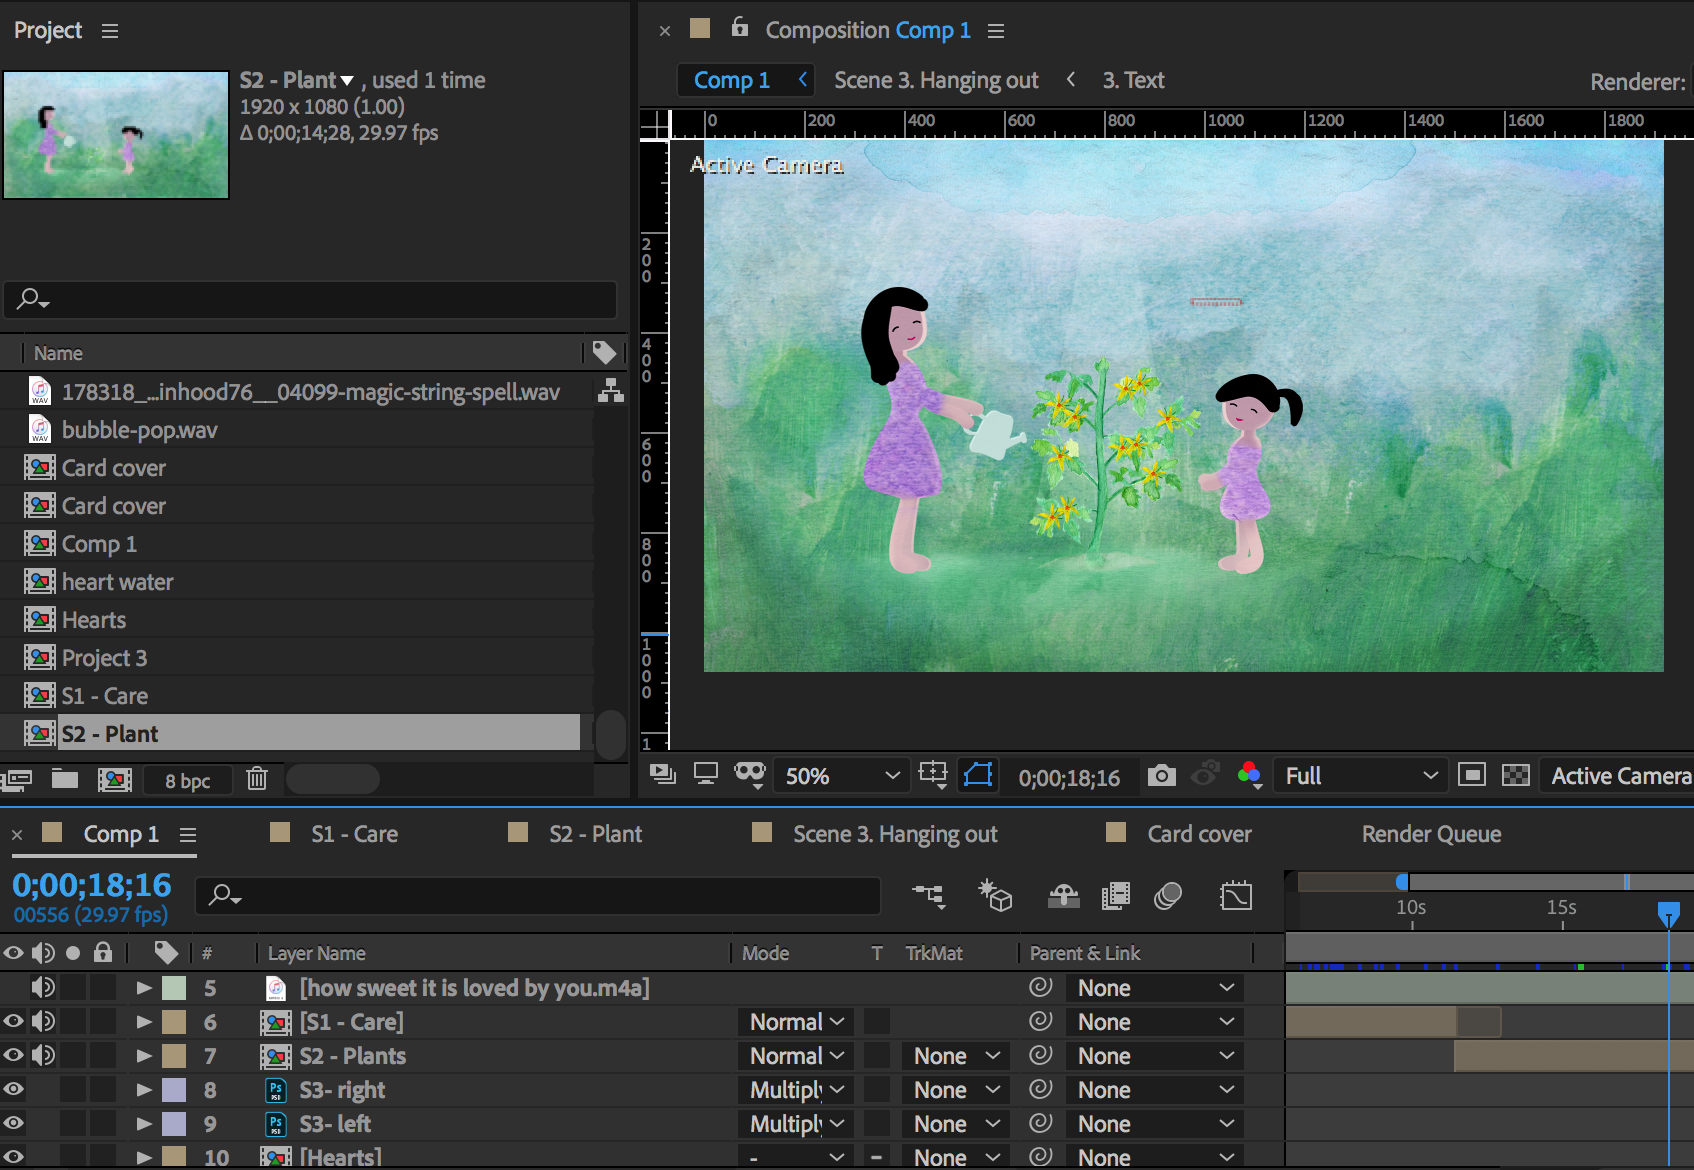 Project
S2 - Plant , used 1 time
1920 x 1080 (1.00)
Δ 0;00;14;28, 29.97 fps
Name
178318_...inhood76__04099-magic-string-spell.wav
bubble-pop.wav
Card cover
Card cover
Comp 1
heart water
Hearts
Project 3
S1 - Care
S2 - Plant
8 bpc
Composition Comp 1
Comp 1 Scene 3. Hanging out 3. Text
Renderer:
0 200 400 600 800 1000 1200 1400 1600 1800
Active Camera
200
400
600
800
1000
1
50% 0;00;18;16 Full Active Camera
Comp 1 S1 - Care S2 - Plant Scene 3. Hanging out Card cover Render Queue
0;00;18;16
00556 (29.97 fps)
10s 15s
# Layer Name Mode T TrkMat Parent & Link
5 [how sweet it is loved by you.m4a] None
6 [S1 - Care] Normal None
7 S2 - Plants Normal None None
8 S3- right Multiply None None
9 S3- left Multiply None None
10 [Hearts] - None None